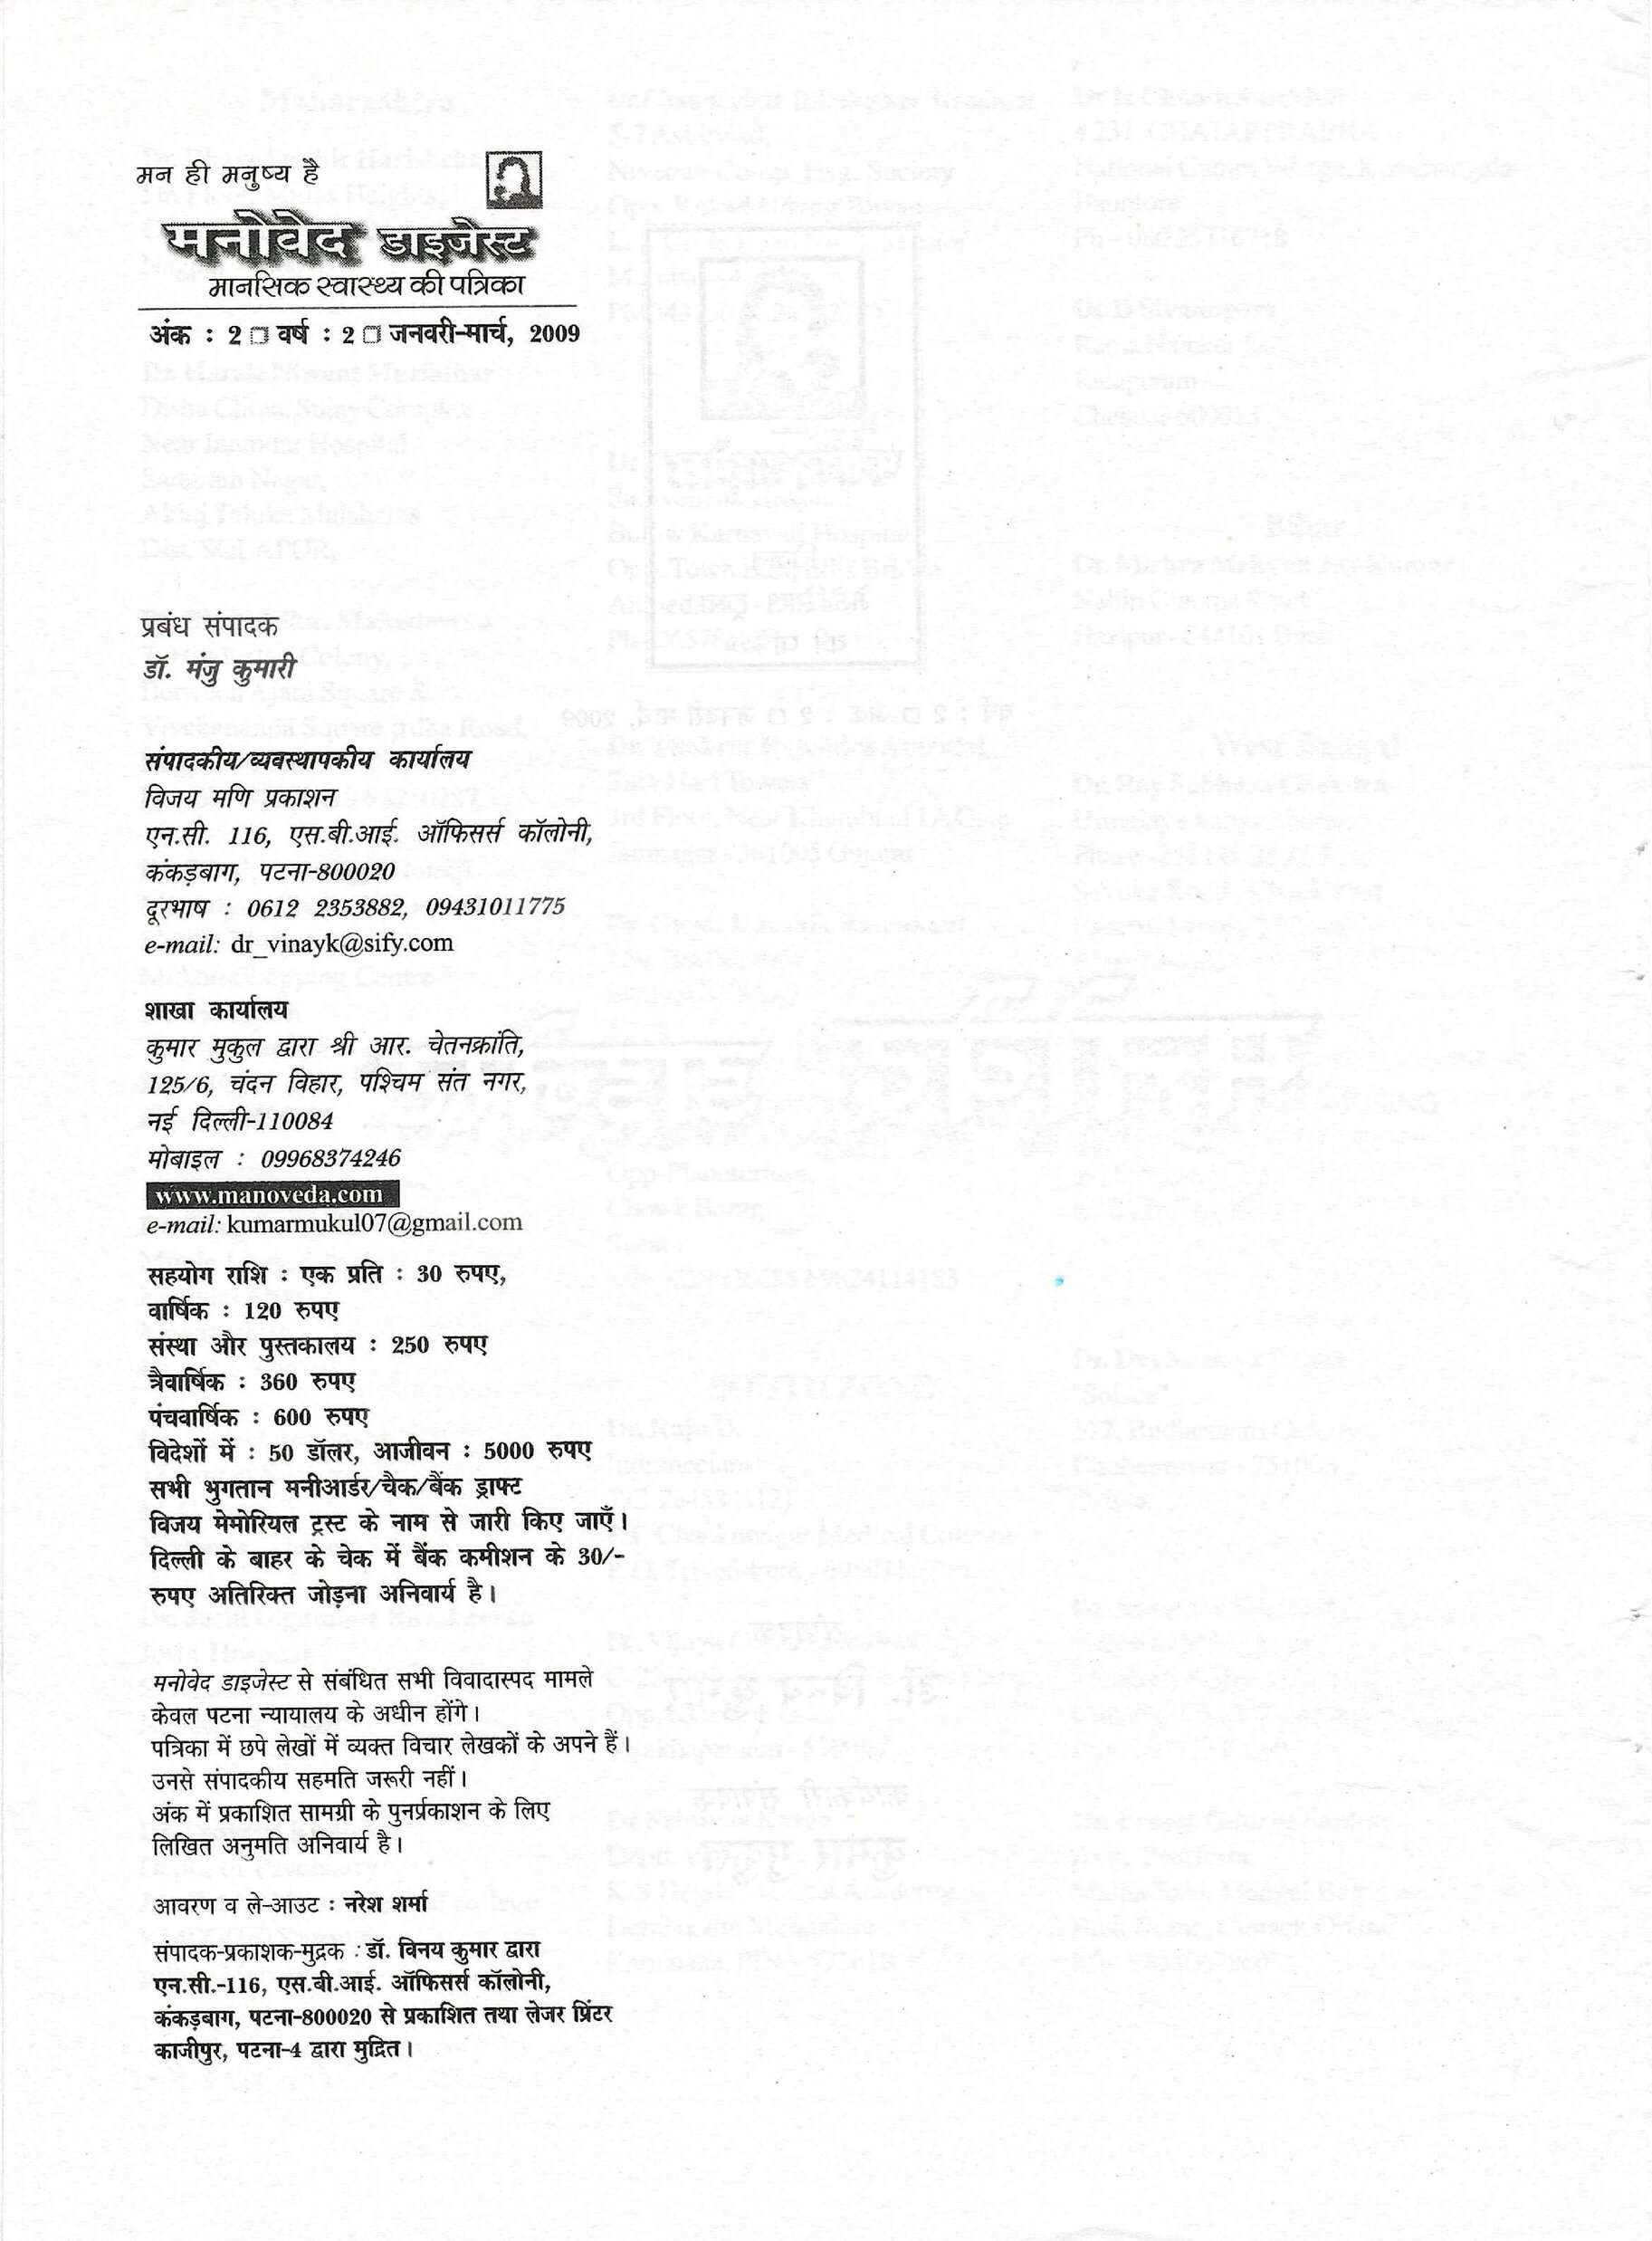 मन ही मनुष्य है
मनोवेद डाइजेस्ट
मानसिक स्वास्थ्य की पत्रिका
अंक : 2 □ वर्ष : 2 □ जनवरी-मार्च, 2009
प्रबंध संपादक
डॉ. मंजु कुमारी
संपादकीय/व्यवस्थापकीय कार्यालय
विजय मणि प्रकाशन
एन.सी. 116, एस.बी.आई. ऑफिसर्स कॉलोनी,
कंकड़बाग, पटना-800020
दूरभाष : 0612 2353882, 09431011775
e-mail: dr_vinayk@sify.com
शाखा कार्यालय
कुमार मुकुल द्वारा श्री आर. चेतनक्रांति,
125/6, चंदन विहार, पश्चिम संत नगर,
नई दिल्ली-110084
मोबाइल : 09968374246
www.manoveda.com
e-mail: kumarmukul07@gmail.com
सहयोग राशि : एक प्रति : 30 रुपए,
वार्षिक : 120 रुपए
संस्था और पुस्तकालय : 250 रुपए
त्रैवार्षिक : 360 रुपए
पंचवार्षिक : 600 रुपए
विदेशों में : 50 डॉलर, आजीवन : 5000 रुपए
सभी भुगतान मनीआर्डर/चैक/बैंक ड्राफ्ट
विजय मेमोरियल ट्रस्ट के नाम से जारी किए जाएँ।
दिल्ली के बाहर के चेक में बैंक कमीशन के 30/-
रुपए अतिरिक्त जोड़ना अनिवार्य है।
मनोवेद डाइजेस्ट से संबंधित सभी विवादास्पद मामले
केवल पटना न्यायालय के अधीन होंगे।
पत्रिका में छपे लेखों में व्यक्त विचार लेखकों के अपने हैं।
उनसे संपादकीय सहमति जरूरी नहीं।
अंक में प्रकाशित सामग्री के पुनर्प्रकाशन के लिए
लिखित अनुमति अनिवार्य है।
आवरण व ले-आउट : नरेश शर्मा
संपादक-प्रकाशक-मुद्रक : डॉ. विनय कुमार द्वारा
एन.सी.-116, एस.बी.आई. ऑफिसर्स कॉलोनी,
कंकड़बाग, पटना-800020 से प्रकाशित तथा लेजर प्रिंटर
काजीपुर, पटना-4 द्वारा मुद्रित।